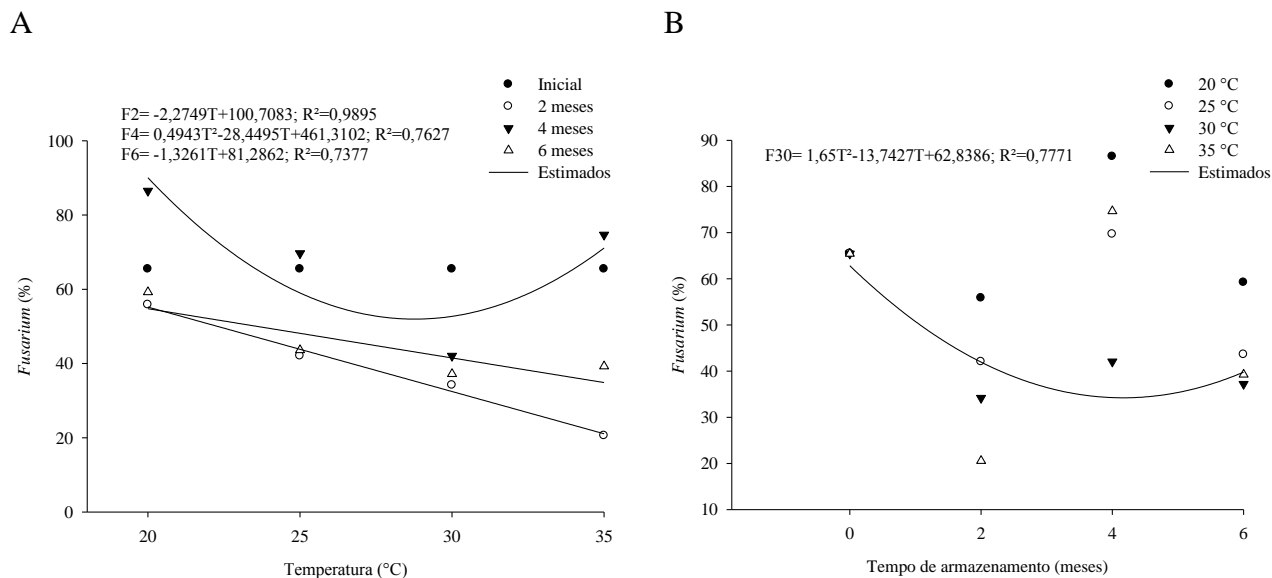 A
Inicial
2 meses
4 meses
6 meses
Estimados
F2= -2,2749T+100,7083; R²=0,9895
F4= 0,4943T²-28,4495T+461,3102; R²=0,7627
F6= -1,3261T+81,2862; R²=0,7377
Fusarium (%)
100
80
60
40
20
0
20 25 30 35
Temperatura (°C)
B
20 °C
25 °C
30 °C
35 °C
Estimados
F30= 1,65T²-13,7427T+62,8386; R²=0,7771
Fusarium (%)
90
80
70
60
50
40
30
20
10
0 2 4 6
Tempo de armazenamento (meses)